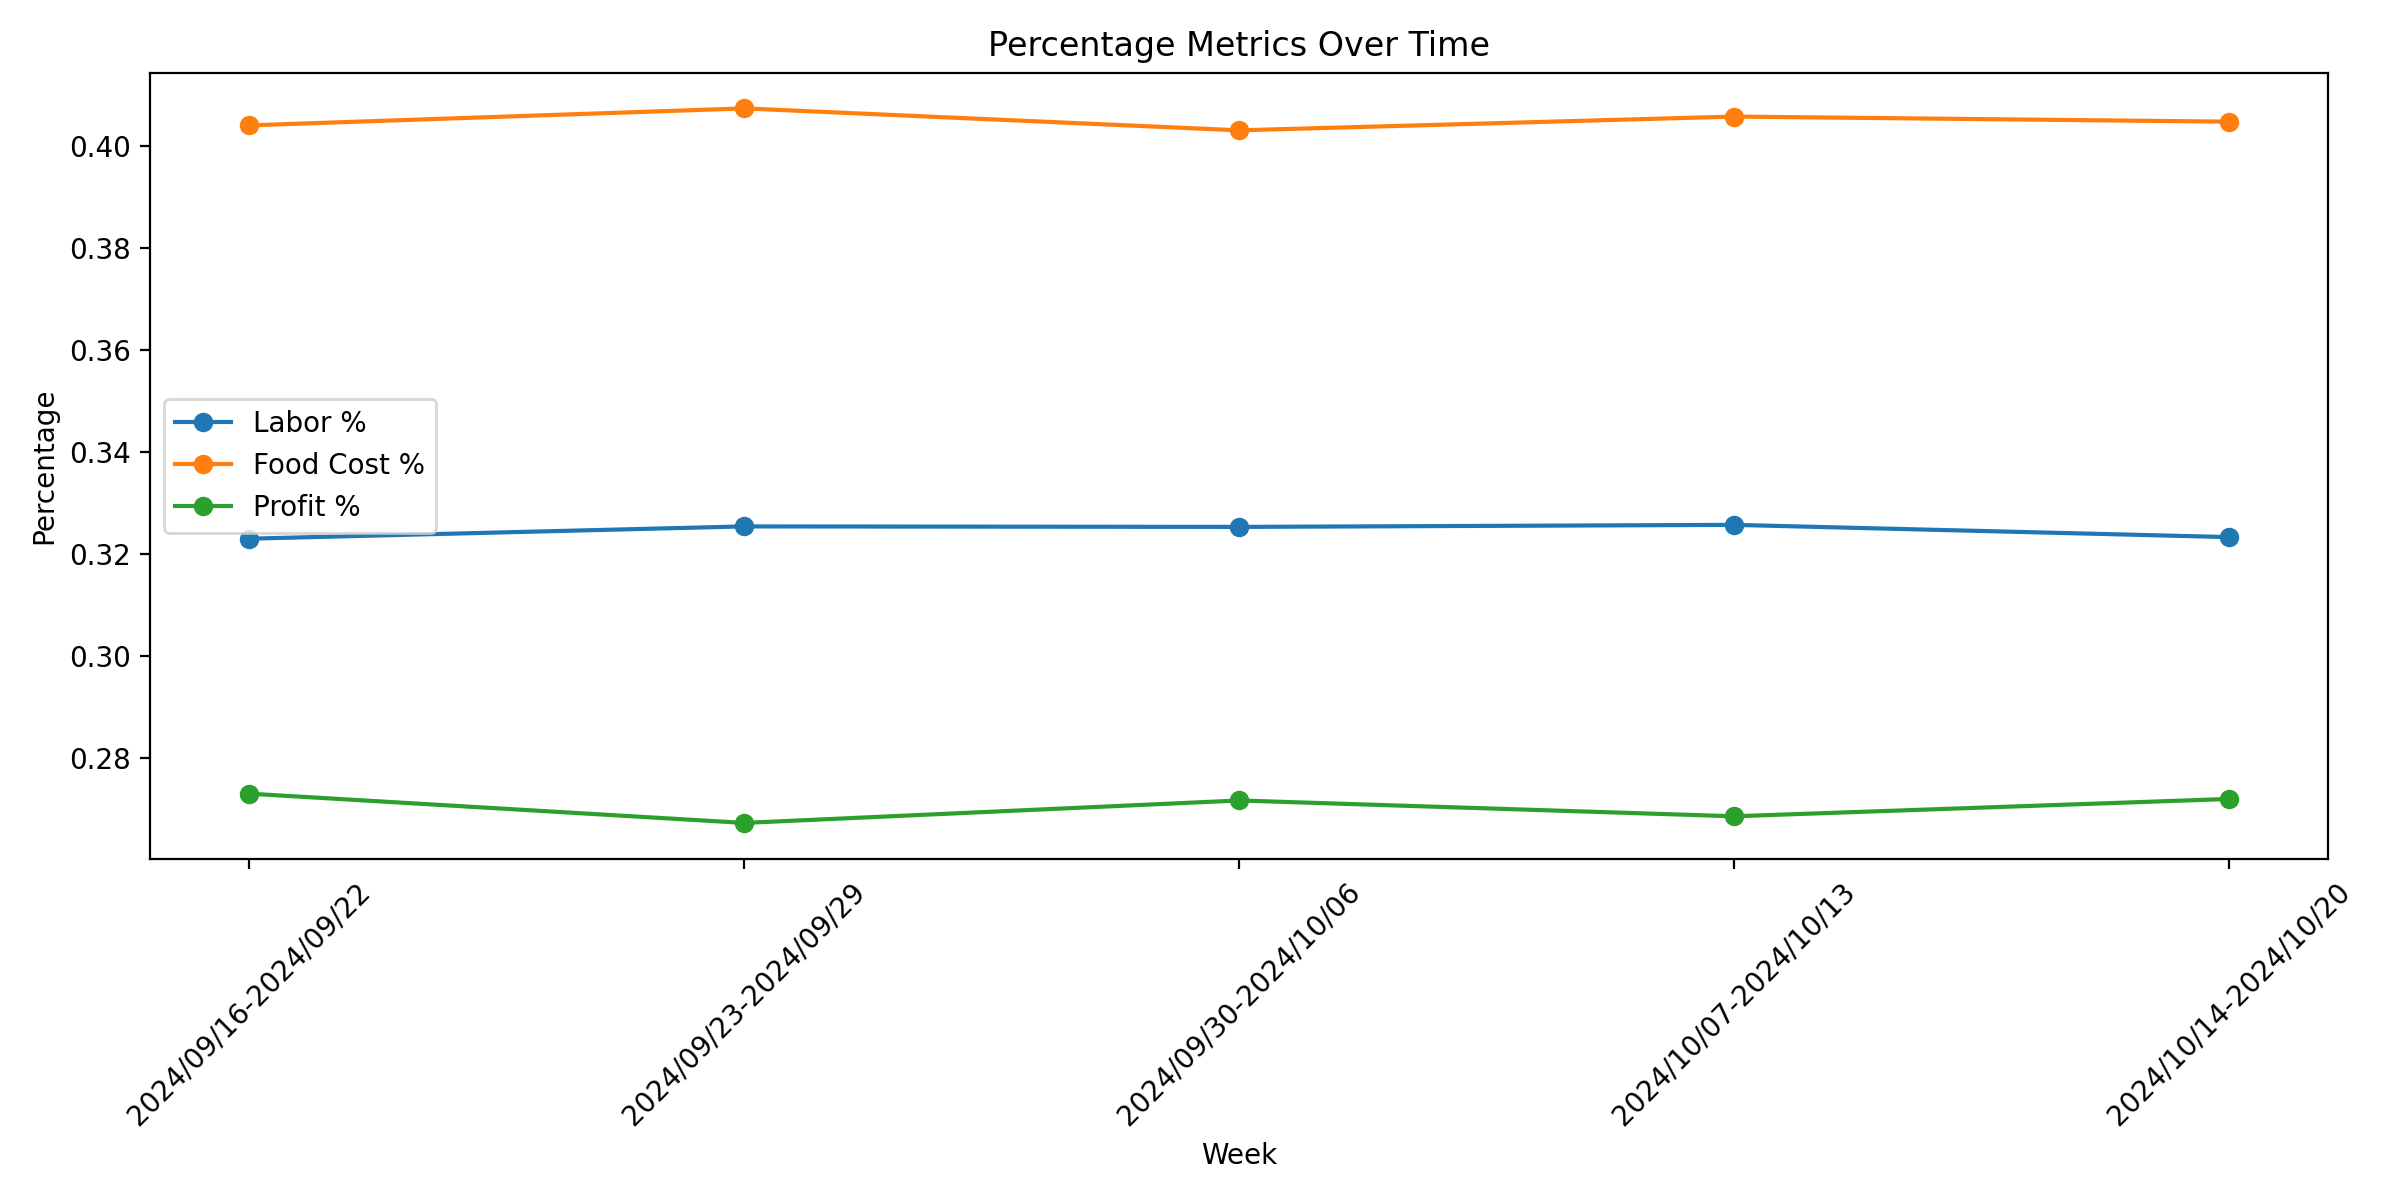 Percentage Metrics Over Time
Percentage
0.40
0.38
0.36
0.34
0.32
0.30
0.28
Labor %
Food Cost %
Profit %
2024/09/16-2024/09/22
2024/09/23-2024/09/29
2024/09/30-2024/10/06
2024/10/07-2024/10/13
2024/10/14-2024/10/20
Week